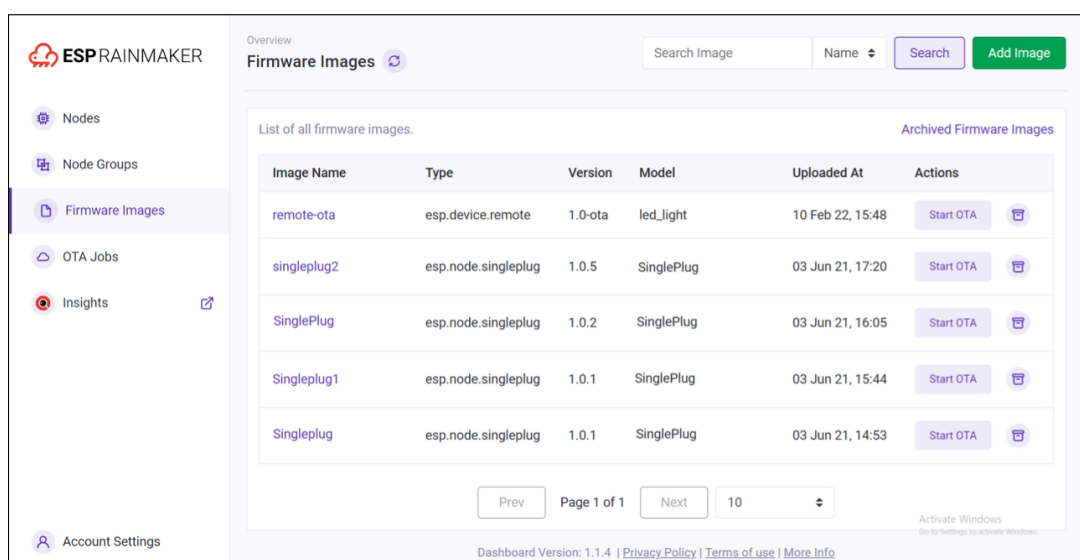 ESP RAINMAKER
Nodes
Node Groups
Firmware Images
OTA Jobs
Insights
Account Settings
Overview
Firmware Images
Search Image Name Search Add Image
List of all firmware images. Archived Firmware Images
Image Name Type Version Model Uploaded At Actions
remote-ota esp.device.remote 1.0-ota led_light 10 Feb 22, 15:48 Start OTA
singleplug2 esp.node.singleplug 1.0.5 SinglePlug 03 Jun 21, 17:20 Start OTA
SinglePlug esp.node.singleplug 1.0.2 SinglePlug 03 Jun 21, 16:05 Start OTA
Singleplug1 esp.node.singleplug 1.0.1 SinglePlug 03 Jun 21, 15:44 Start OTA
Singleplug esp.node.singleplug 1.0.1 SinglePlug 03 Jun 21, 14:53 Start OTA
Prev Page 1 of 1 Next 10
Activate Windows
Go to Settings to activate Windows.
Dashboard Version: 1.1.4 | Privacy Policy | Terms of use | More Info